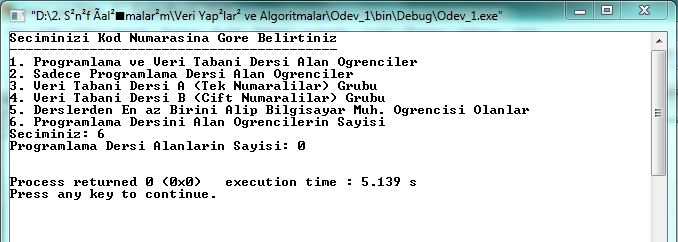 "D:\2. S²n²f Ãal²■malar²m\Veri Yap²lar² ve Algoritmalar\Odev_1\bin\Debug\Odev_1.exe"
Seciminizi Kod Numarasina Gore Belirtiniz
-----------------------------------------
1. Programlama ve Veri Tabani Dersi Alan Ogrenciler
2. Sadece Programlama Dersi Alan Ogrenciler
3. Veri Tabani Dersi A (Tek Numaralilar) Grubu
4. Veri Tabani Dersi B (Cift Numaralilar) Grubu
5. Derslerden En az Birini Alip Bilgisayar Muh. Ogrencisi Olanlar
6. Programlama Dersini Alan Ogrencilerin Sayisi
Seciminiz: 6
Programlama Dersi Alanlarin Sayisi: 0
Process returned 0 (0x0)   execution time : 5.139 s
Press any key to continue.